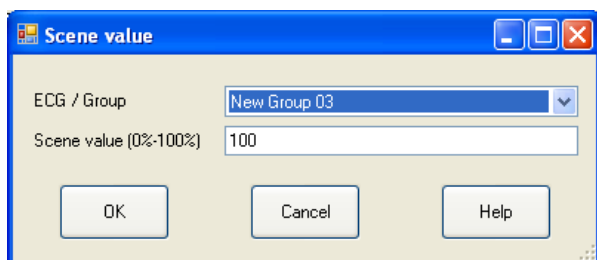 Scene value
ECG / Group New Group 03
Scene value (0%-100%) 100
OK Cancel Help